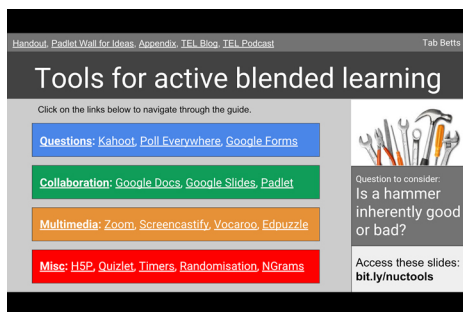 Handout, Padlet Wall for Ideas, Appendix, TEL Blog, TEL Podcast
Tab Betts
Tools for active blended learning
Click on the links below to navigate through the guide.
Questions: Kahoot, Poll Everywhere, Google Forms
Collaboration: Google Docs, Google Slides, Padlet
Multimedia: Zoom, Screencastify, Vocaroo, Edpuzzle
Misc: H5P, Quizlet, Timers, Randomisation, NGrams
Question to consider:
Is a hammer
inherently good
or bad?
Access these slides:
bit.ly/nuctools